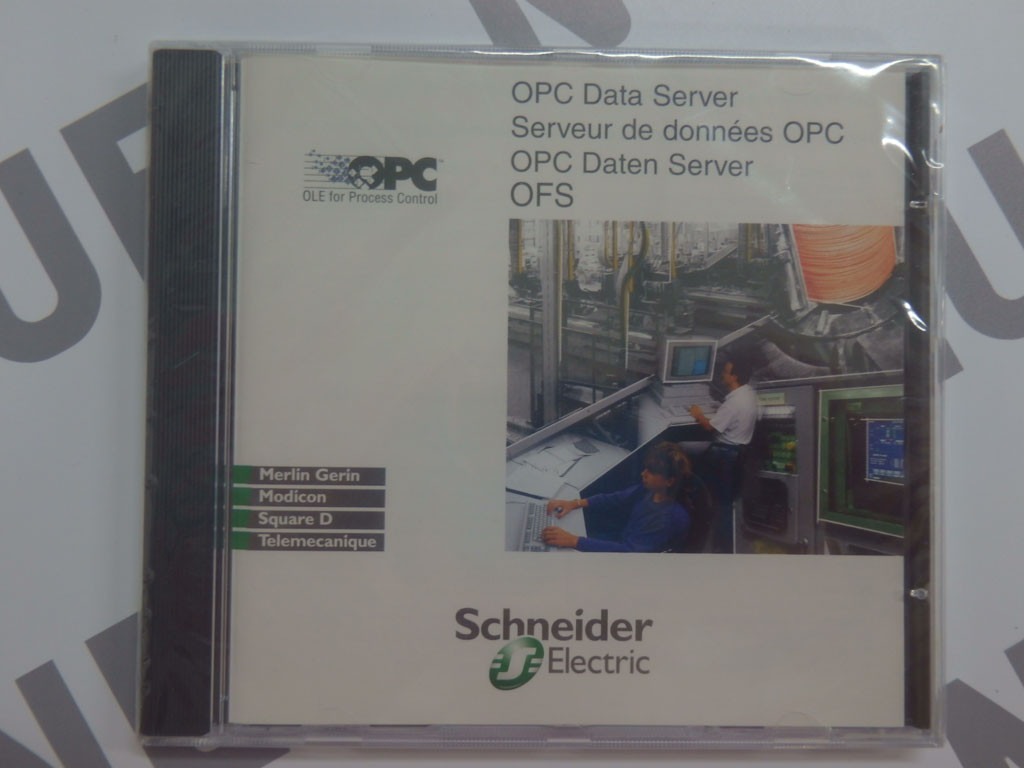 OPC Data Server
Serveur de données OPC
OPC Daten Server
OFS
OPC
OLE for Process Control
Merlin Gerin
Modicon
Square D
Telemecanique
Schneider
Electric